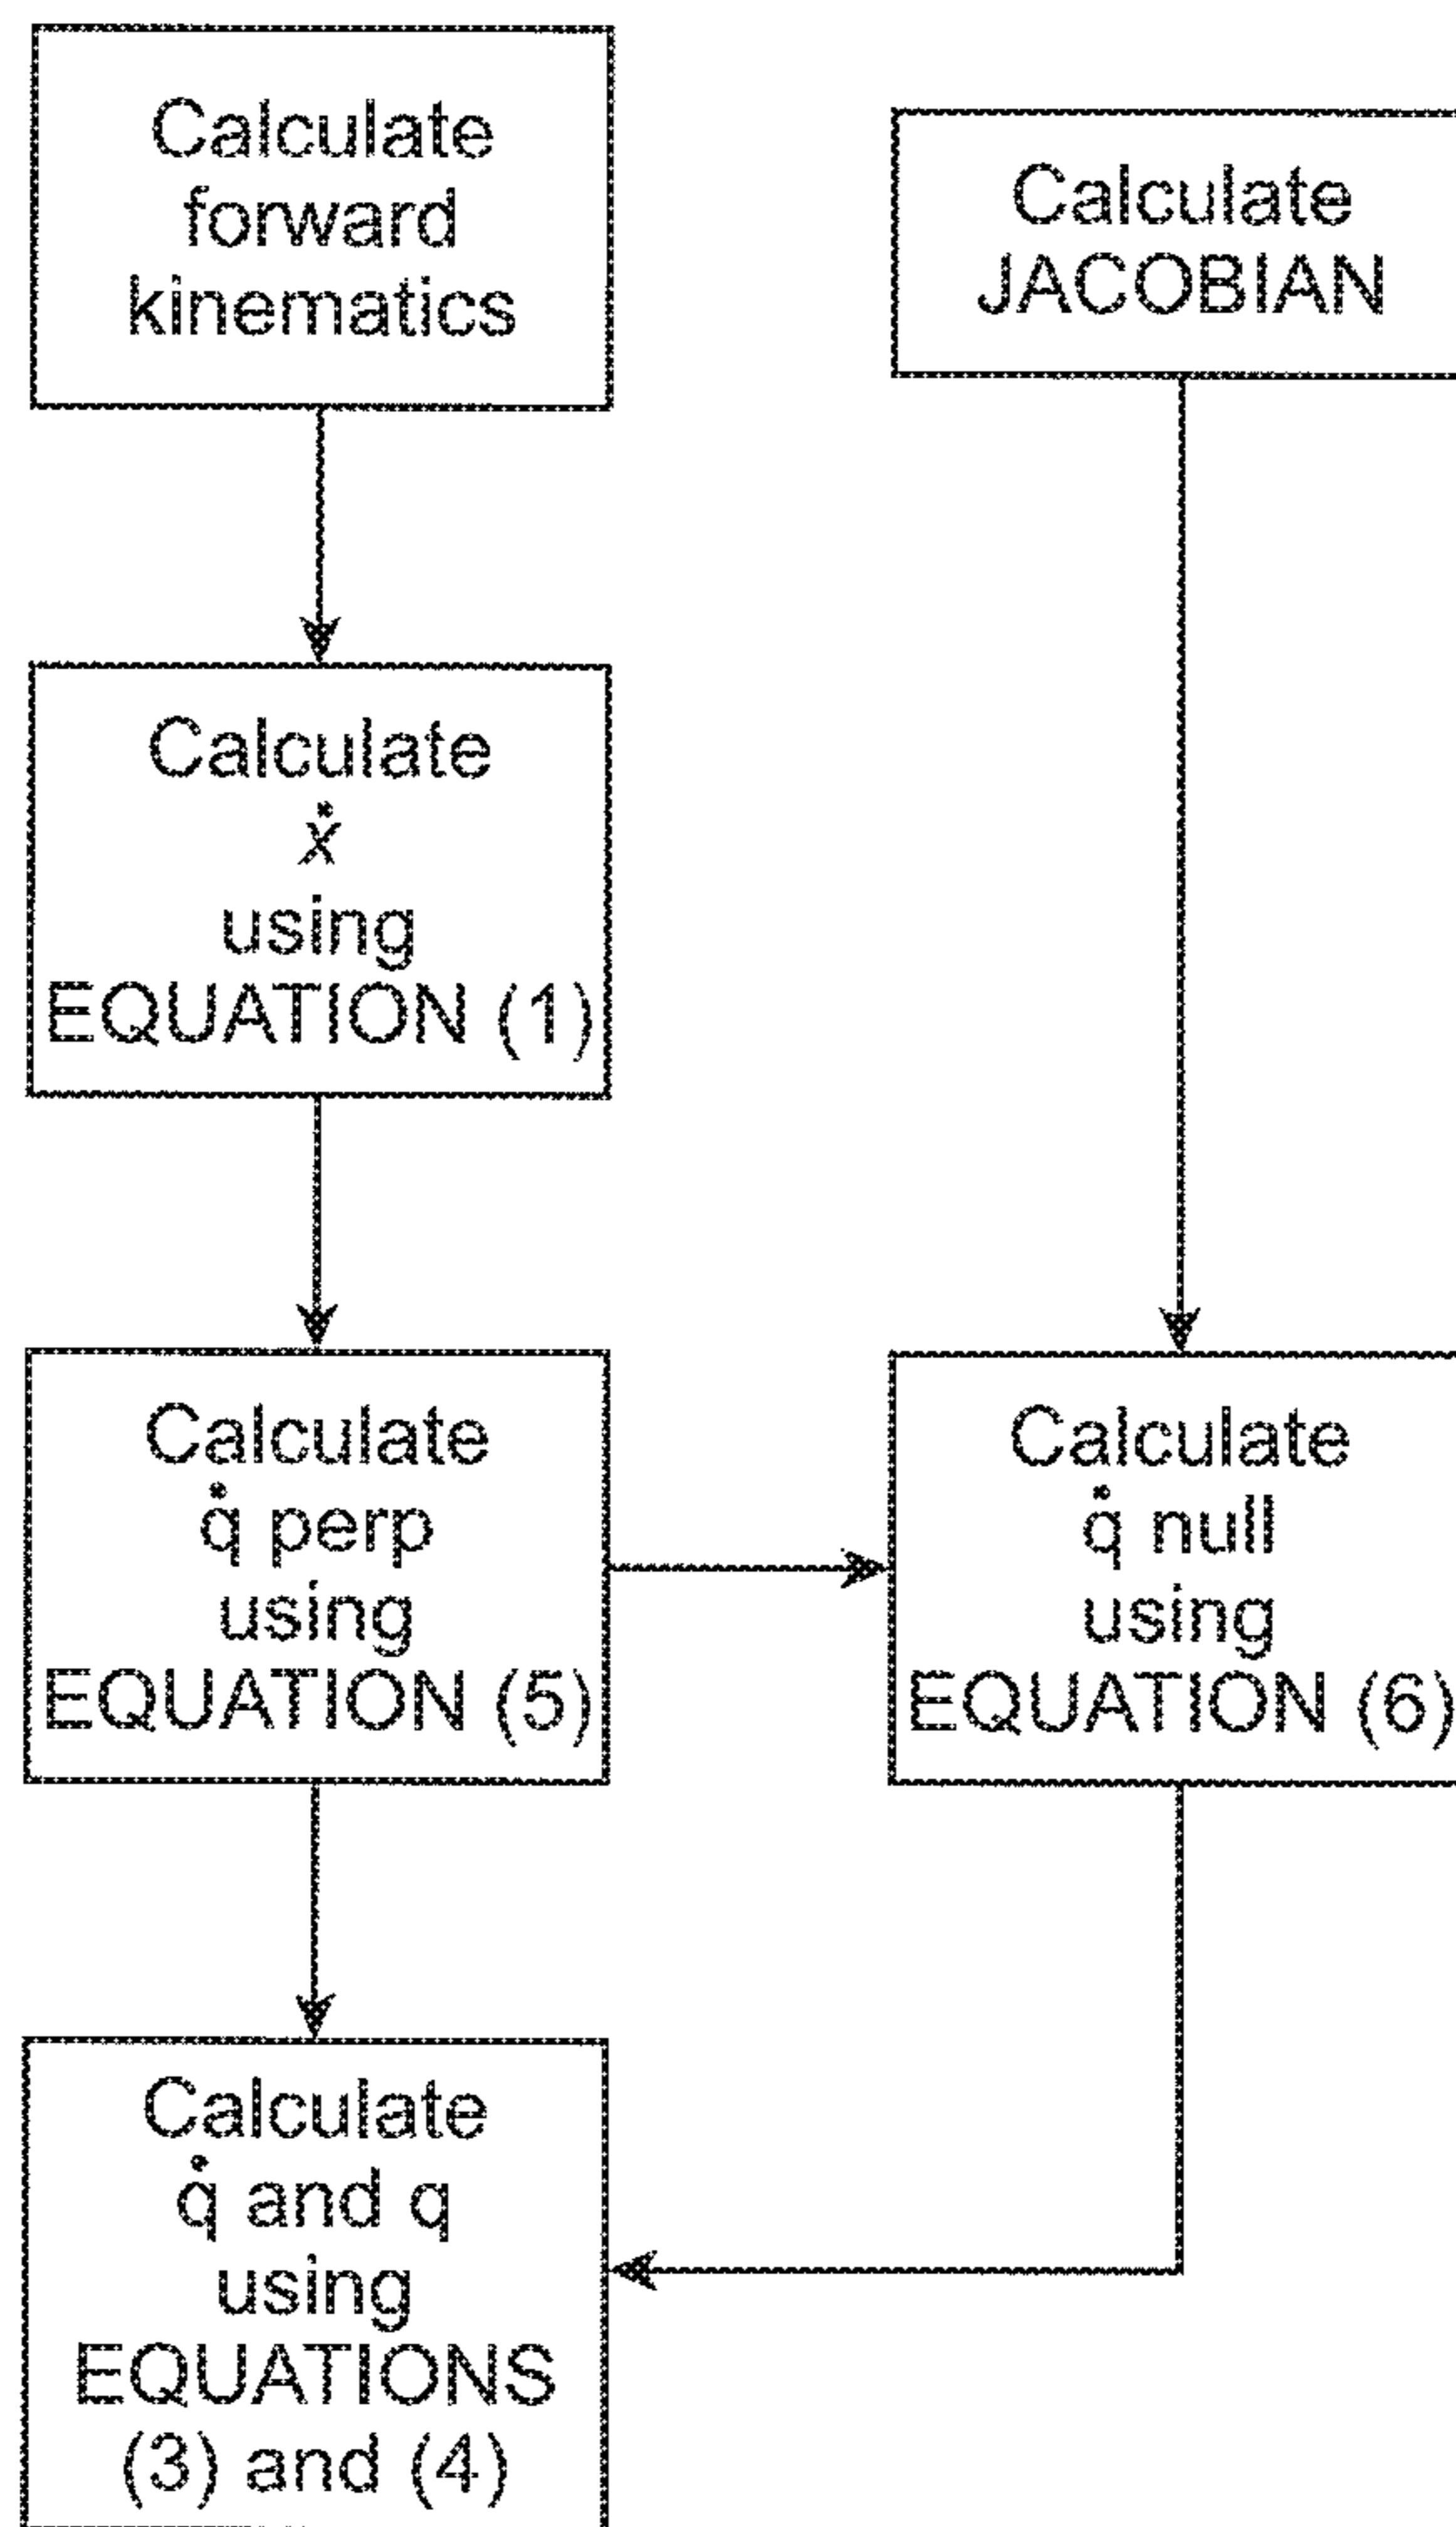 Calculate
forward
kinematics
Calculate
JACOBIAN
Calculate
ẋ
using
EQUATION (1)
Calculate
q̇ perp
using
EQUATION (5)
Calculate
q̇ null
using
EQUATION (6)
Calculate
q̇ and q
using
EQUATIONS
(3) and (4)